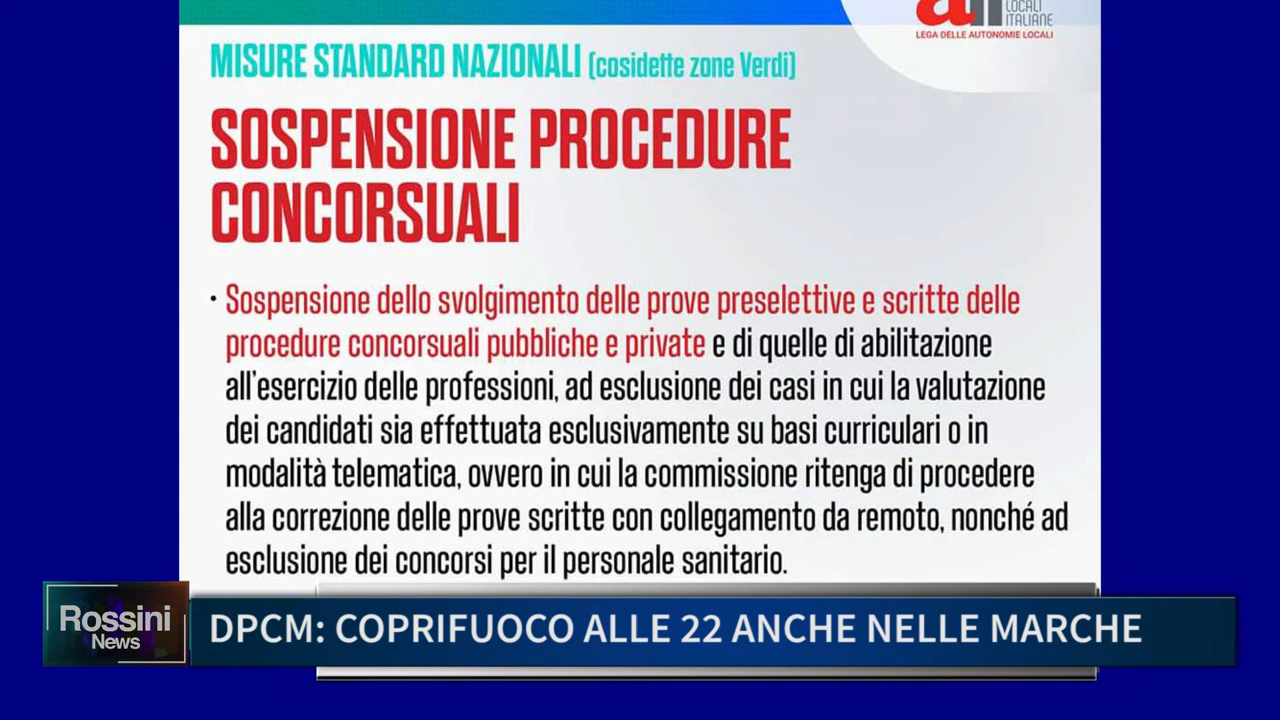 LOCALI
ITALIANE
LEGA DELLE AUTONOMIE LOCALI
MISURE STANDARD NAZIONALI (cosidette zone Verdi)
SOSPENSIONE PROCEDURE
CONCORSUALI
• Sospensione dello svolgimento delle prove preselettive e scritte delle
procedure concorsuali pubbliche e private e di quelle di abilitazione
all'esercizio delle professioni, ad esclusione dei casi in cui la valutazione
dei candidati sia effettuata esclusivamente su basi curriculari o in
modalità telematica, ovvero in cui la commissione ritenga di procedere
alla correzione delle prove scritte con collegamento da remoto, nonché ad
esclusione dei concorsi per il personale sanitario.
Rossini
News
DPCM: COPRIFUOCO ALLE 22 ANCHE NELLE MARCHE